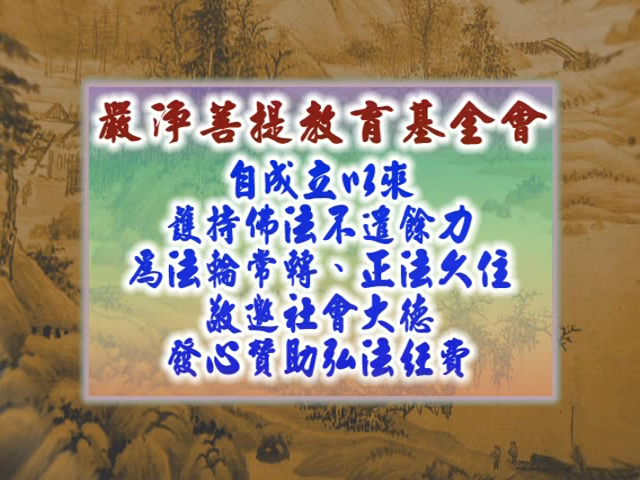 嚴淨菩提教育基金會
自成立以來
護持佛法不遺餘力
為法輪常轉、正法久住
敬邀社會大德
發心贊助弘法經費